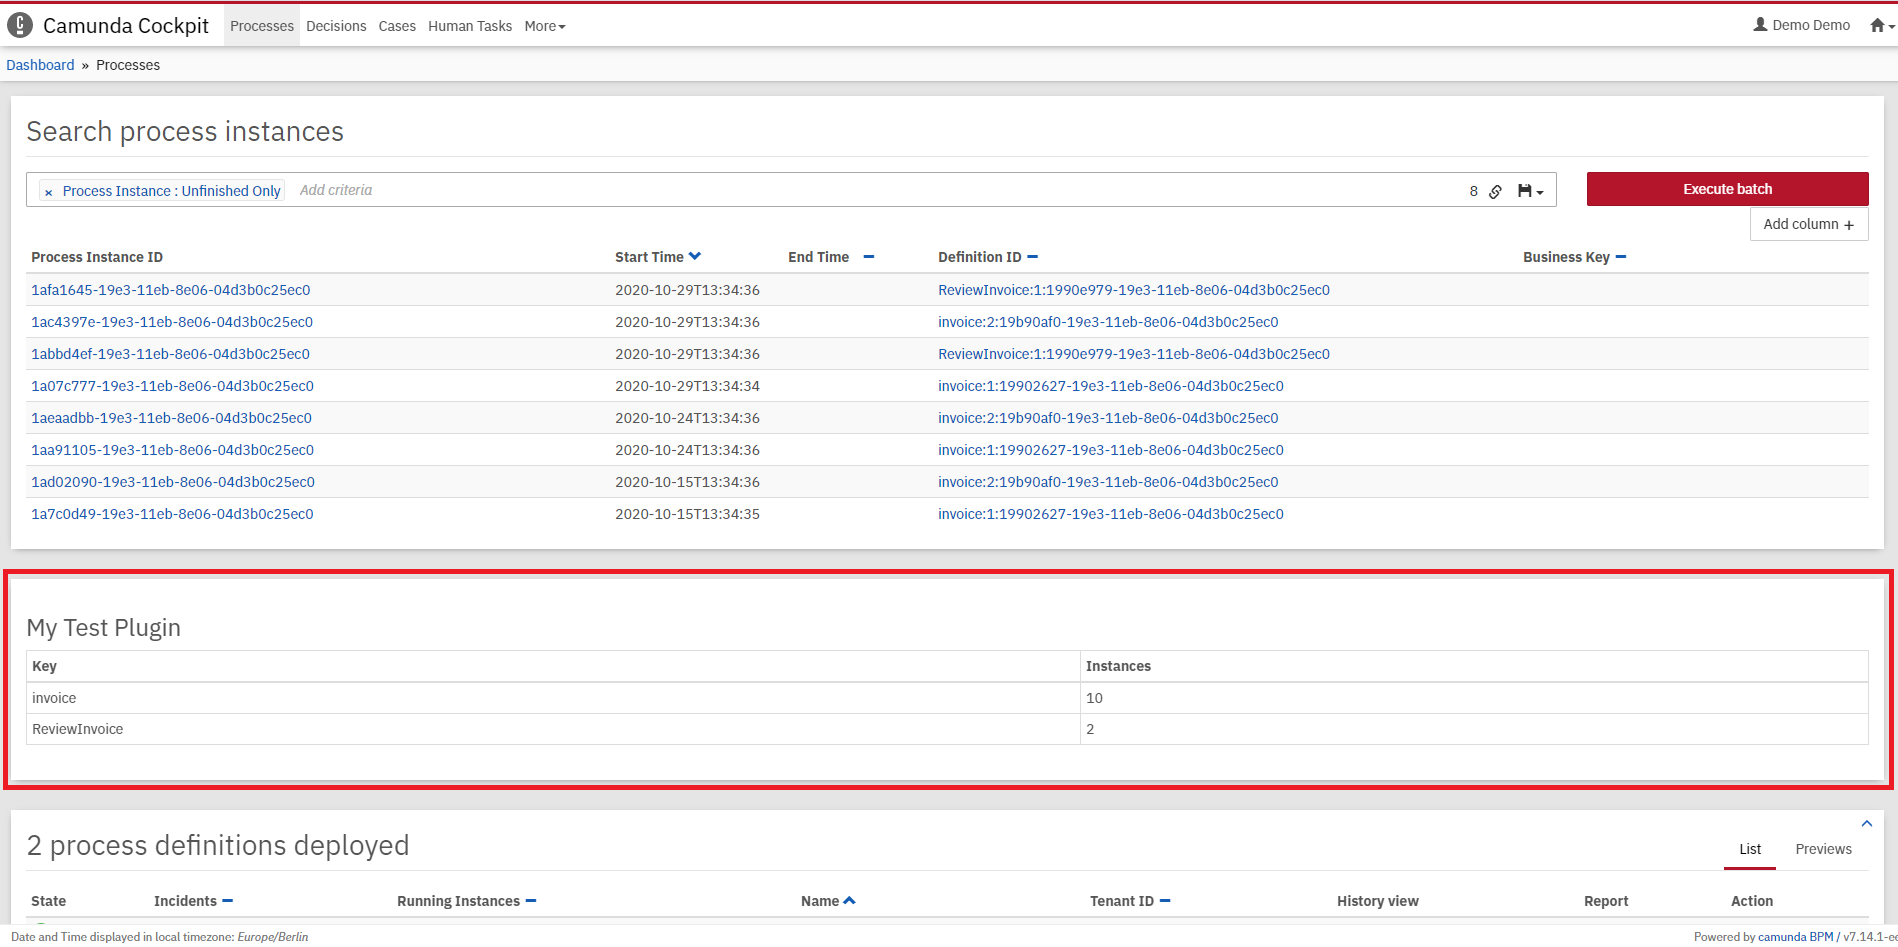 Camunda Cockpit Processes Decisions Cases Human Tasks More Demo Demo
Dashboard » Processes
Search process instances
× Process Instance : Unfinished Only Add criteria 8 Execute batch
Add column +
Process Instance ID Start Time End Time Definition ID Business Key
1afa1645-19e3-11eb-8e06-04d3b0c25ec0 2020-10-29T13:34:36 ReviewInvoice:1:1990e979-19e3-11eb-8e06-04d3b0c25ec0
1ac4397e-19e3-11eb-8e06-04d3b0c25ec0 2020-10-29T13:34:36 invoice:2:19b90af0-19e3-11eb-8e06-04d3b0c25ec0
1abbd4ef-19e3-11eb-8e06-04d3b0c25ec0 2020-10-29T13:34:36 ReviewInvoice:1:1990e979-19e3-11eb-8e06-04d3b0c25ec0
1a07c777-19e3-11eb-8e06-04d3b0c25ec0 2020-10-29T13:34:34 invoice:1:19902627-19e3-11eb-8e06-04d3b0c25ec0
1aeaadbb-19e3-11eb-8e06-04d3b0c25ec0 2020-10-24T13:34:36 invoice:2:19b90af0-19e3-11eb-8e06-04d3b0c25ec0
1aa91105-19e3-11eb-8e06-04d3b0c25ec0 2020-10-24T13:34:36 invoice:1:19902627-19e3-11eb-8e06-04d3b0c25ec0
1ad02090-19e3-11eb-8e06-04d3b0c25ec0 2020-10-15T13:34:36 invoice:2:19b90af0-19e3-11eb-8e06-04d3b0c25ec0
1a7c0d49-19e3-11eb-8e06-04d3b0c25ec0 2020-10-15T13:34:35 invoice:1:19902627-19e3-11eb-8e06-04d3b0c25ec0
My Test Plugin
Key Instances
invoice 10
ReviewInvoice 2
2 process definitions deployed
List Previews
State Incidents Running Instances Name Tenant ID History view Report Action
Date and Time displayed in local timezone: Europe/Berlin Powered by camunda BPM / v7.14.1-ee